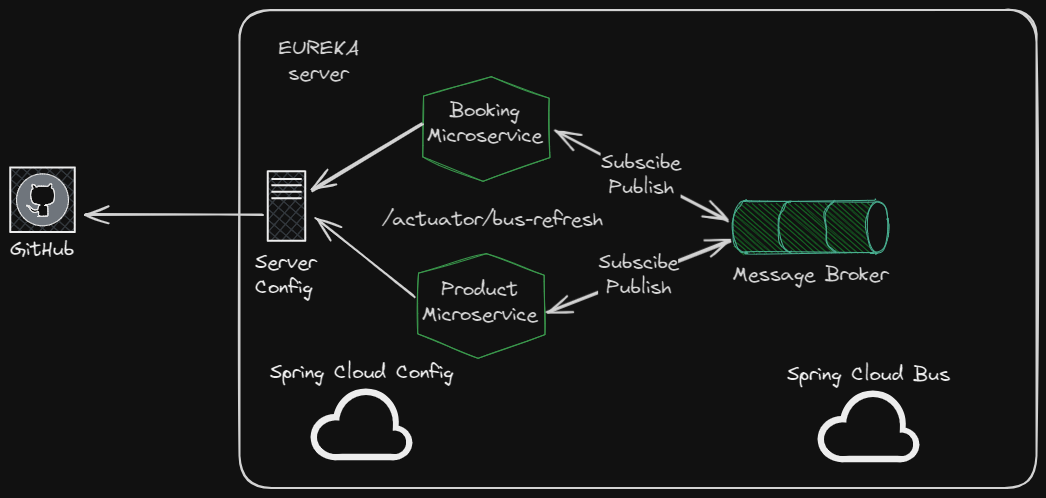 EUREKA
server
Booking
Microservice
Subscibe
Publish
/actuator/bus-refresh
GitHub
Server
Config
Product
Microservice
Subscibe
Publish
Message Broker
Spring Cloud Config
Spring Cloud Bus